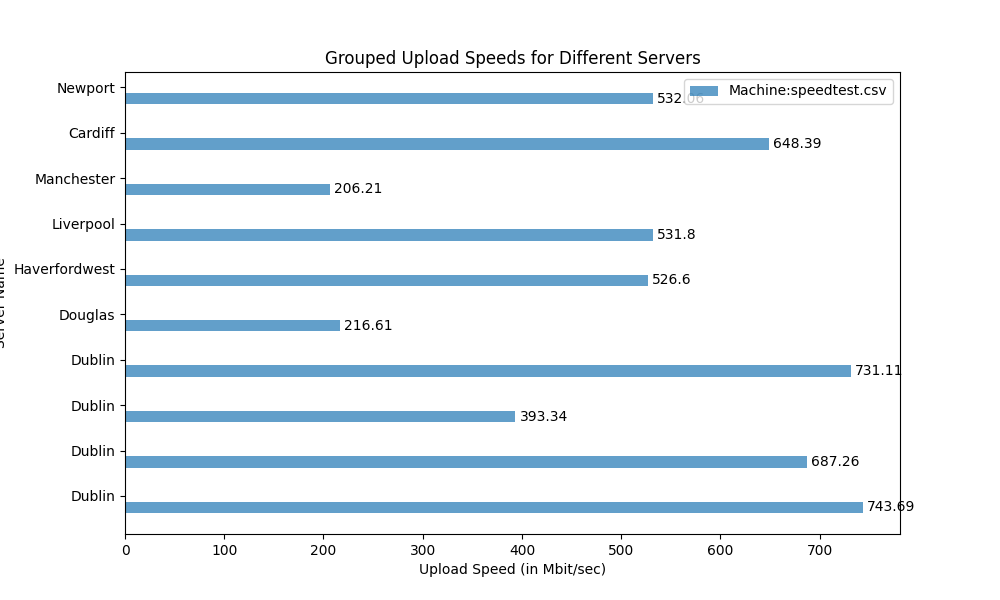 Grouped Upload Speeds for Different Servers
Machine:speedtest.csv
Newport 532.06
Cardiff 648.39
Manchester 206.21
Liverpool 531.8
Haverfordwest 526.6
Douglas 216.61
Dublin 731.11
Dublin 393.34
Dublin 687.26
Dublin 743.69
Server Name
0 100 200 300 400 500 600 700
Upload Speed (in Mbit/sec)